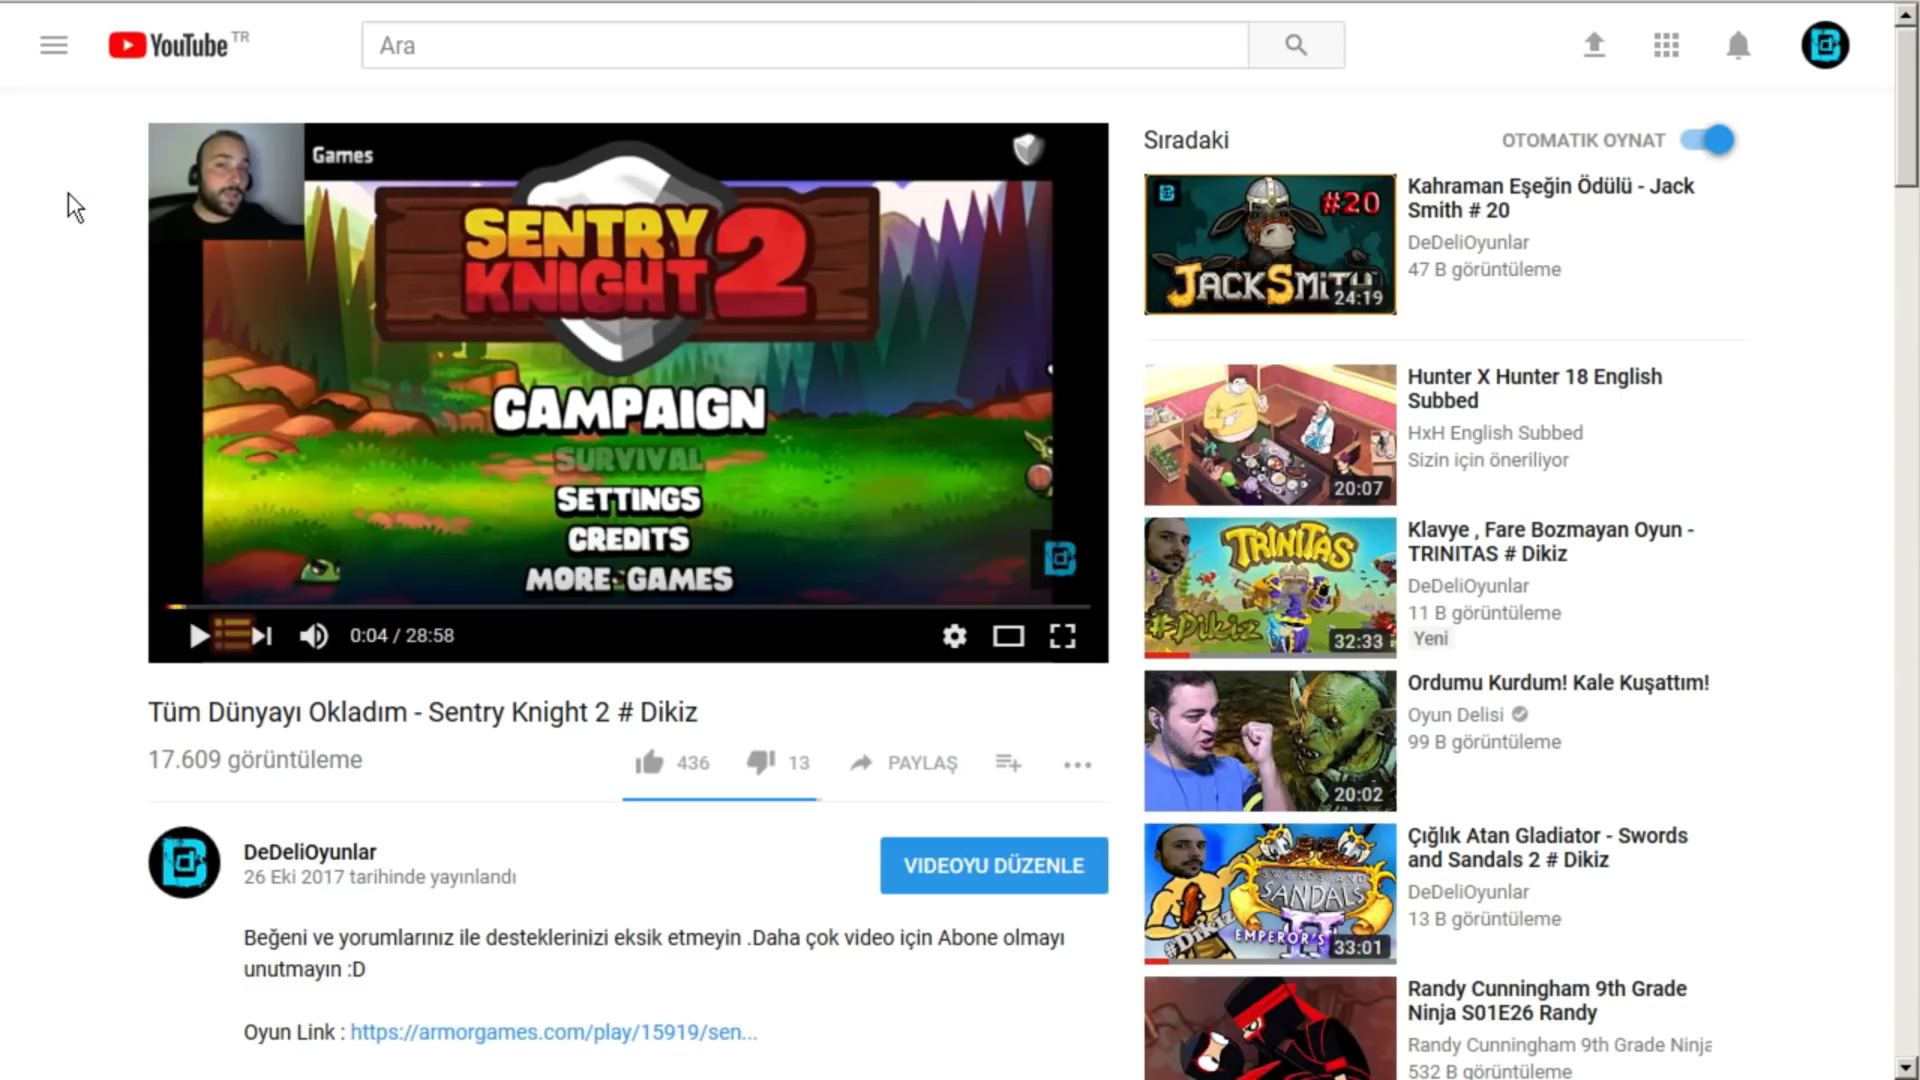 YouTube TR
Ara
Games
SENTRY
KNIGHT 2
CAMPAIGN
SURVIVAL
SETTINGS
CREDITS
MORE GAMES
0:04 / 28:58
Tüm Dünyayı Okladım - Sentry Knight 2 # Dikiz
17.609 görüntüleme
436
13
PAYLAŞ
DeDeliOyunlar
26 Eki 2017 tarihinde yayınlandı
VIDEOYU DÜZENLE
Beğeni ve yorumlarınız ile desteklerinizi eksik etmeyin .Daha çok video için Abone olmayı
unutmayın :D
Oyun Link : https://armorgames.com/play/15919/sen...
Sıradaki
OTOMATIK OYNAT
#20
JACKSMITH
24:19
Kahraman Eşeğin Ödülü - Jack
Smith # 20
DeDeliOyunlar
47 B görüntüleme
20:07
Hunter X Hunter 18 English
Subbed
HxH English Subbed
Sizin için öneriliyor
TRINITAS
#Dikiz
32:33
Klavye , Fare Bozmayan Oyun -
TRINITAS # Dikiz
DeDeliOyunlar
11 B görüntüleme
Yeni
20:02
Ordumu Kurdum! Kale Kuşattım!
Oyun Delisi
99 B görüntüleme
SWORDS AND
SANDALS
II
EMPEROR'S
#Dikiz
33:01
Çığlık Atan Gladiator - Swords
and Sandals 2 # Dikiz
DeDeliOyunlar
13 B görüntüleme
Randy Cunningham 9th Grade
Ninja S01E26 Randy
Randy Cunningham 9th Grade Ninja
532 B görüntüleme